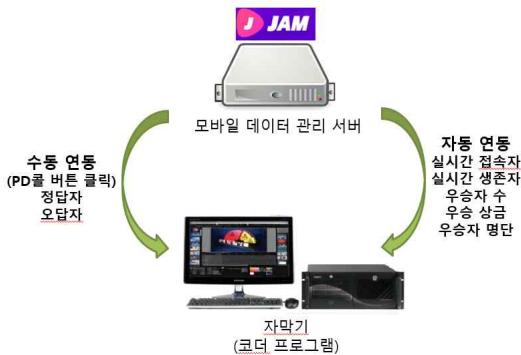 J JAM
모바일 데이터 관리 서버
수동 연동
(PD콜 버튼 클릭)
정답자
오답자
자동 연동
실시간 접속자
실시간 생존자
우승자 수
우승 상금
우승자 명단
자막기
(코더 프로그램)